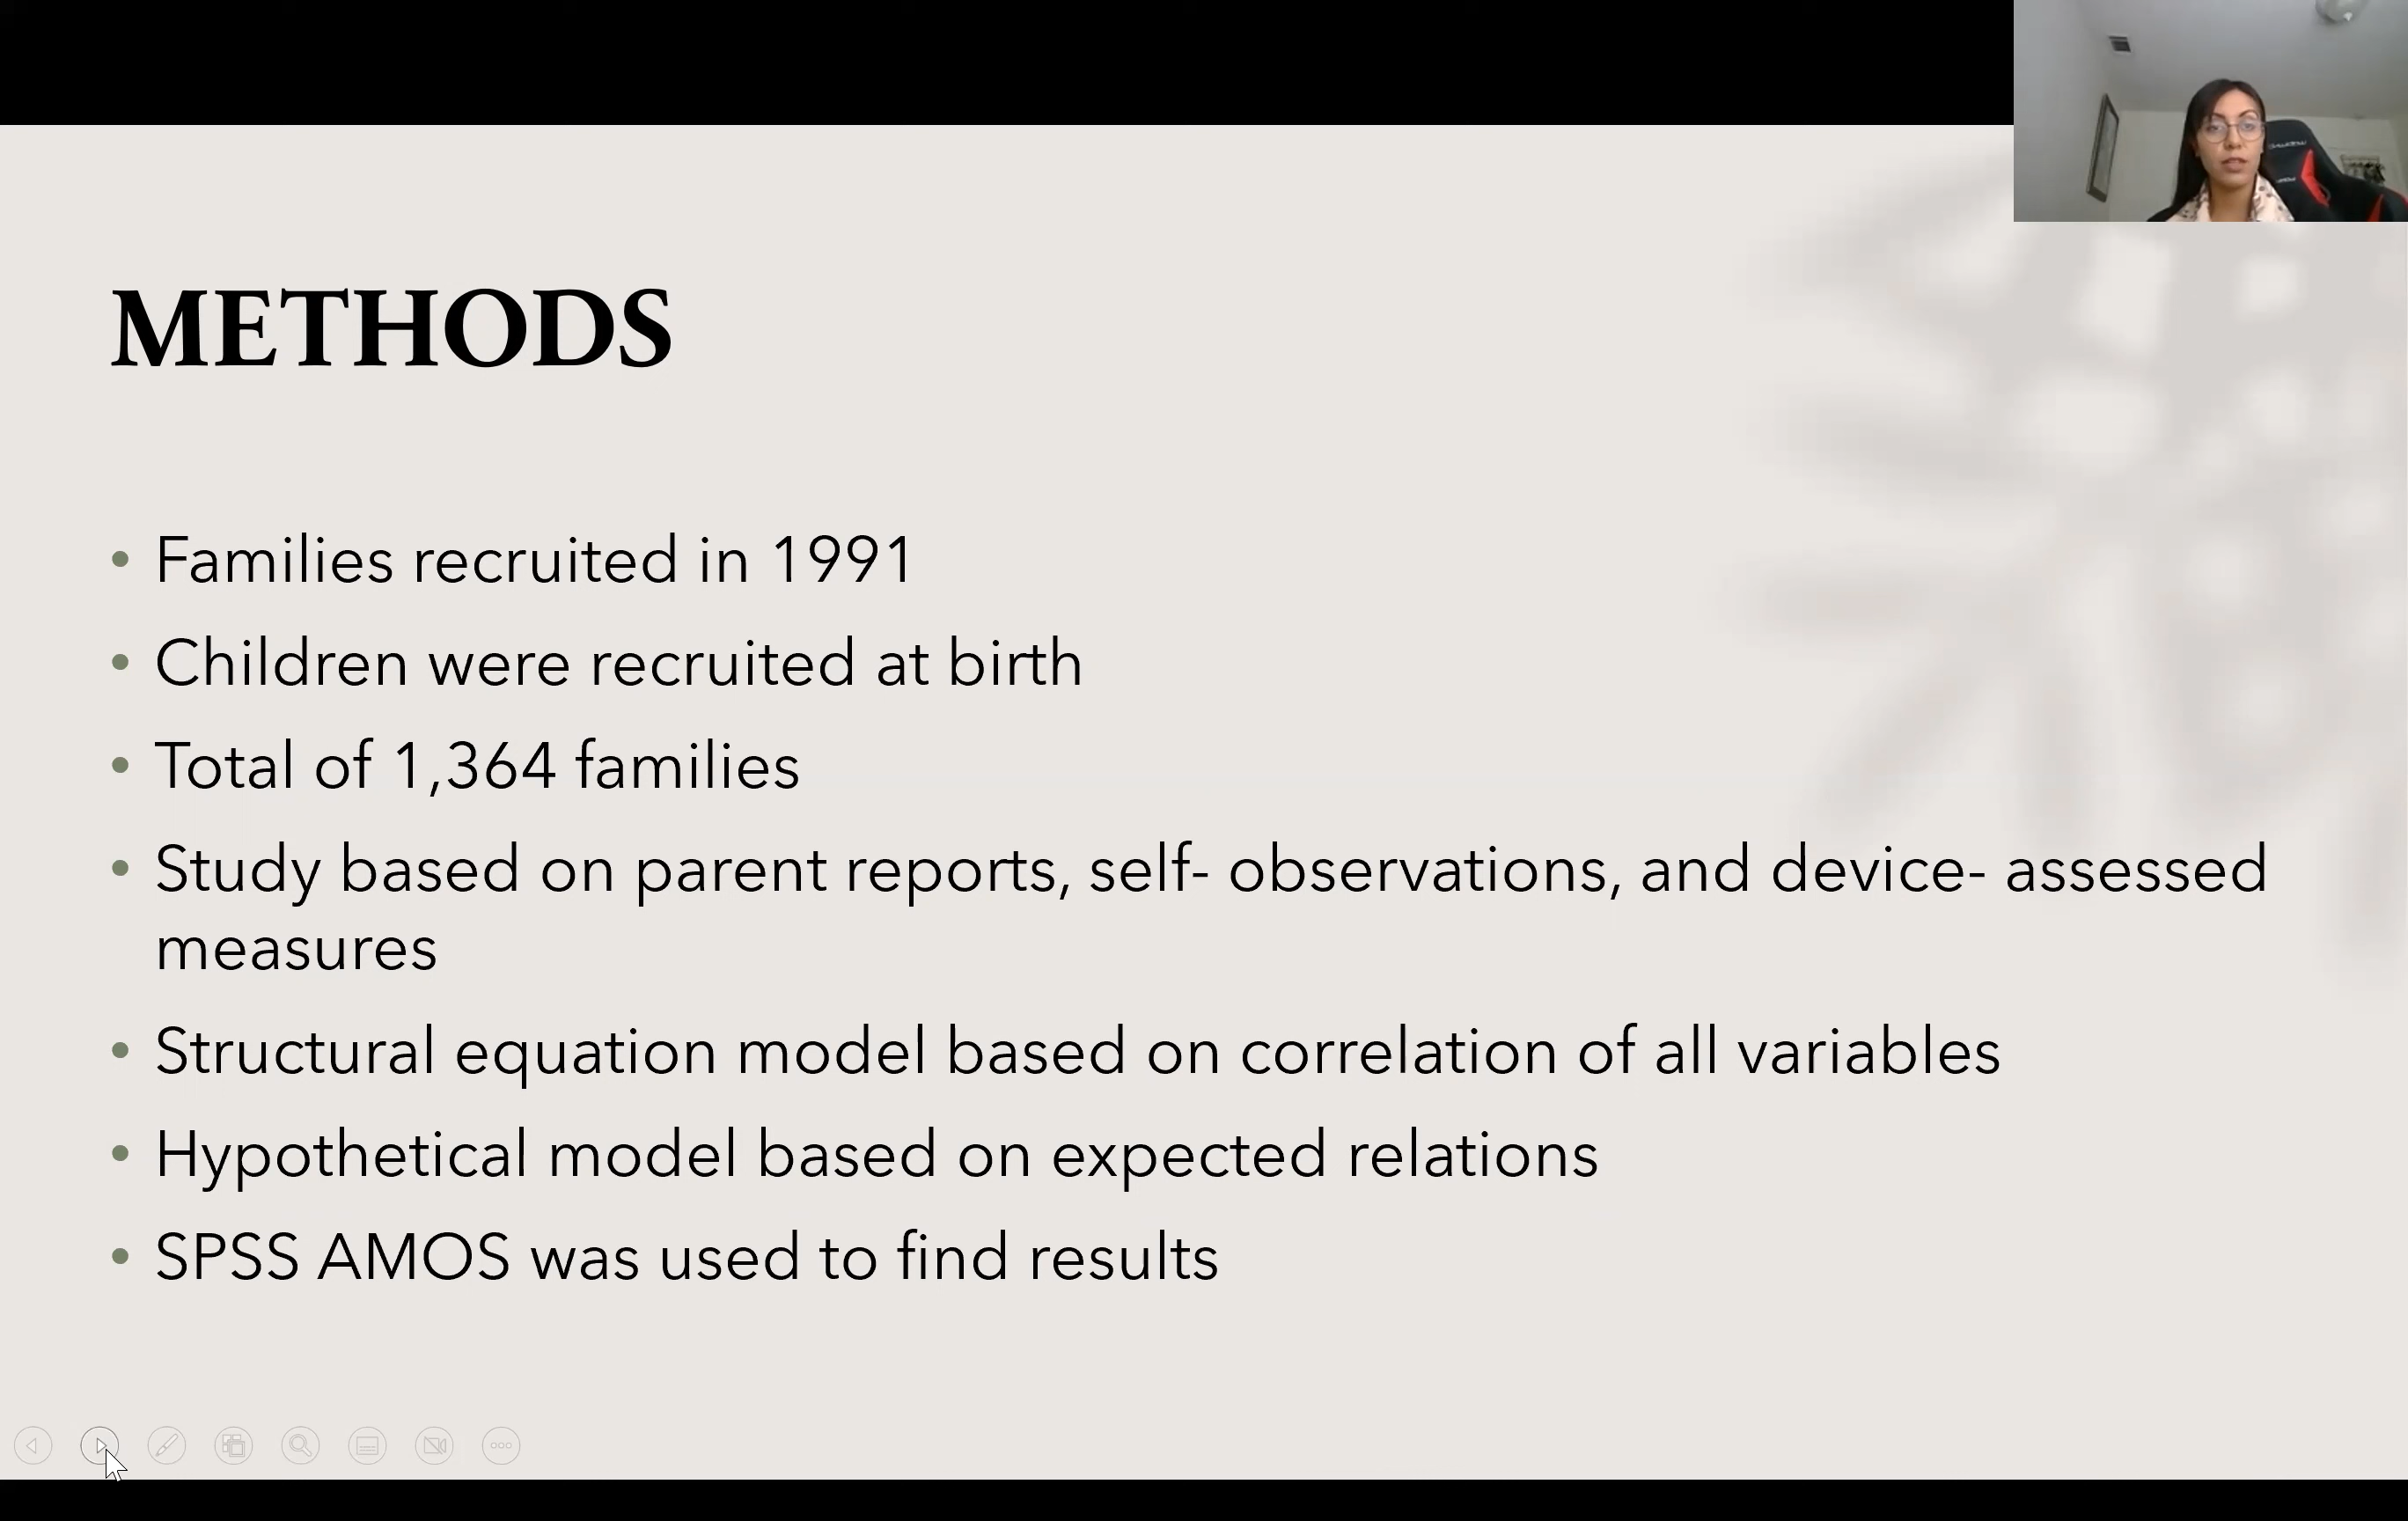 METHODS
• Families recruited in 1991
• Children were recruited at birth
• Total of 1,364 families
• Study based on parent reports, self- observations, and device- assessed
measures
• Structural equation model based on correlation of all variables
• Hypothetical model based on expected relations
• SPSS AMOS was used to find results